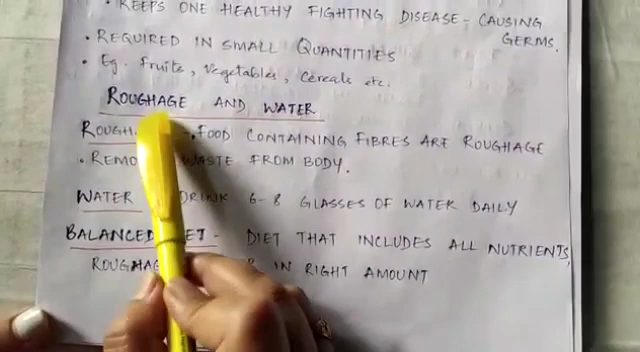 • KEEPS ONE HEALTHY FIGHTING DISEASE - CAUSING
GERMS.
• REQUIRED IN SMALL QUANTITIES
• Eg. Fruits, Vegetables, Cereals etc.
ROUGHAGE AND WATER
- FOOD CONTAINING FIBRES ARE ROUGHAGE
• WASTE FROM BODY.
WATER DRINK 6-8 GLASSES OF WATER DAILY
BALANCED - DIET THAT INCLUDES ALL NUTRIENTS,
IN RIGHT AMOUNT